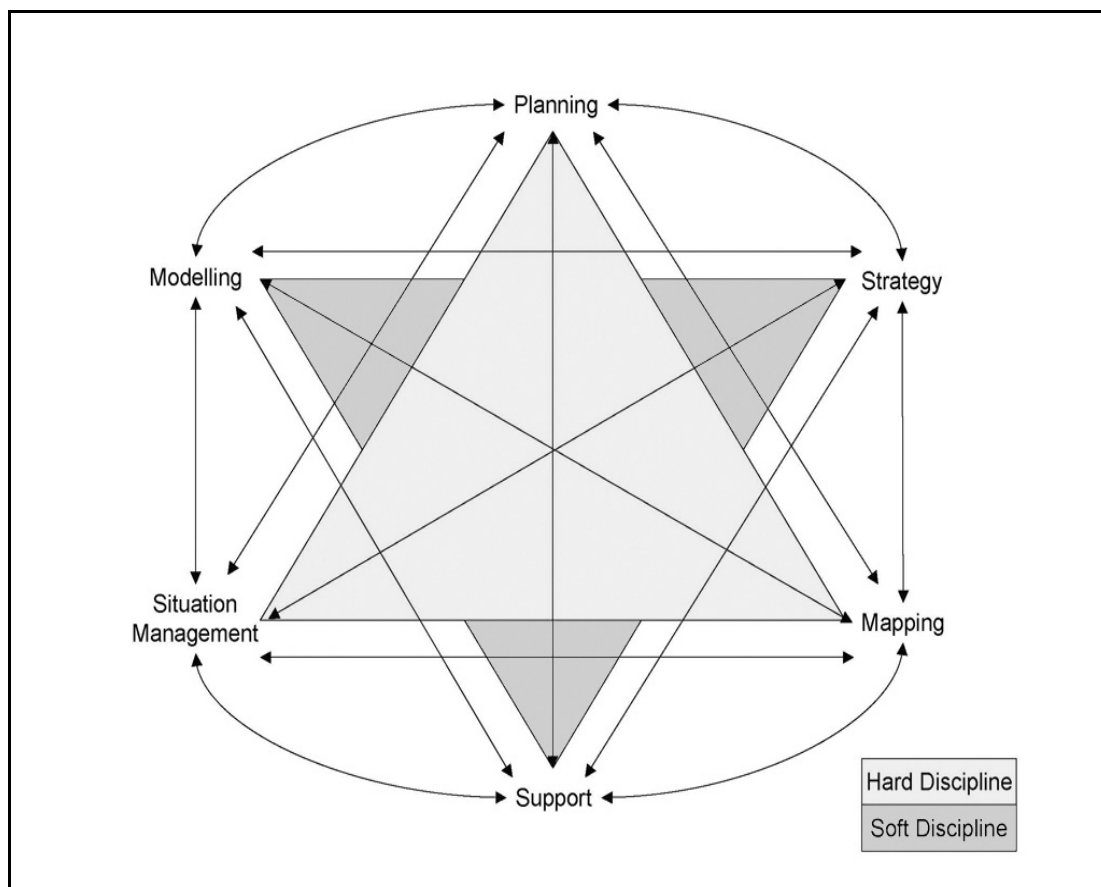 Planning
Modelling
Strategy
Situation
Management
Mapping
Support
Hard Discipline
Soft Discipline